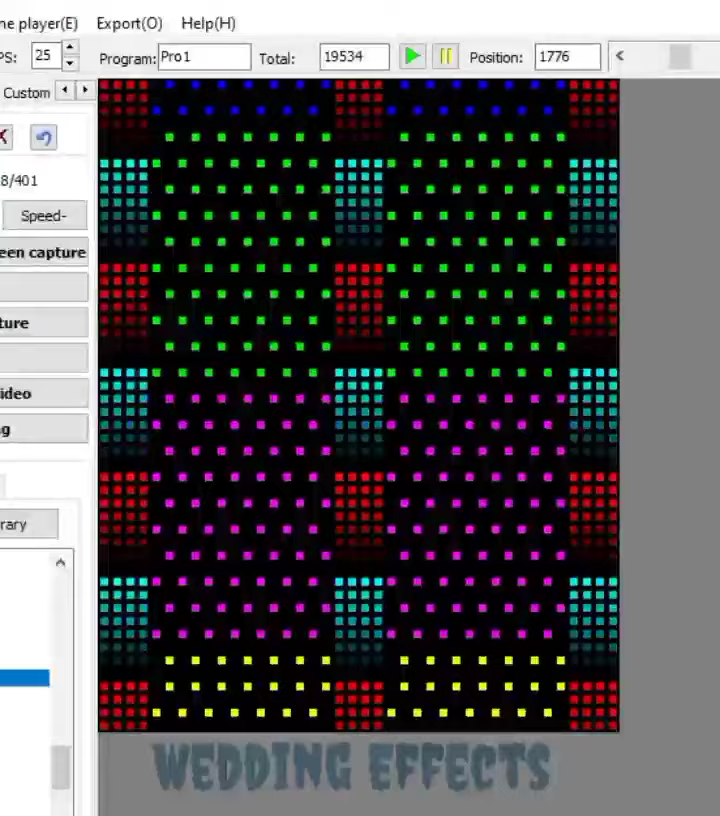 ne player(E) Export(O) Help(H)
PS: 25 Program: Pro1 Total: 19534 Position: 1776 <
Custom
X
8/401
Speed-
een capture
ture
ideo
g
rary
WEDDING EFFECTS